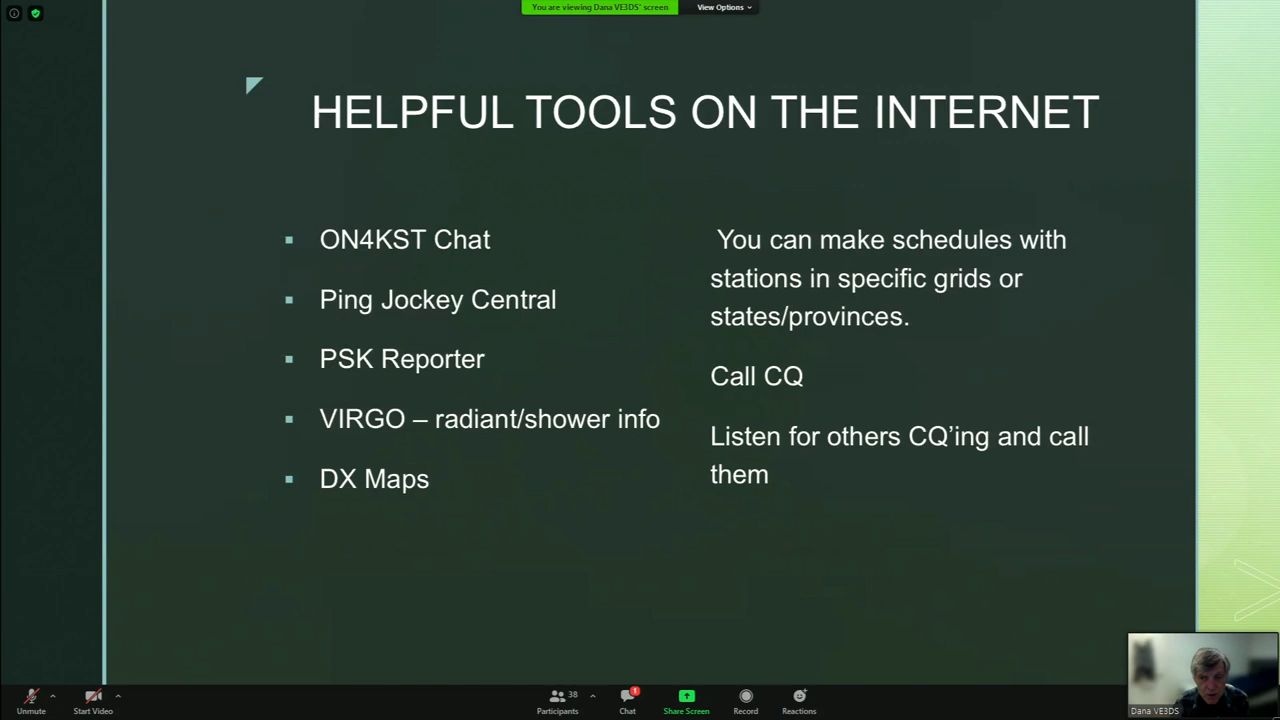 You are viewing Dana VE3DS' screen
View Options
HELPFUL TOOLS ON THE INTERNET
ON4KST Chat
Ping Jockey Central
PSK Reporter
VIRGO – radiant/shower info
DX Maps
You can make schedules with
stations in specific grids or
states/provinces.
Call CQ
Listen for others CQ’ing and call
them
Dana VE3DS
Unmute
Start Video
38
Participants
1
Chat
Share Screen
Record
Reactions